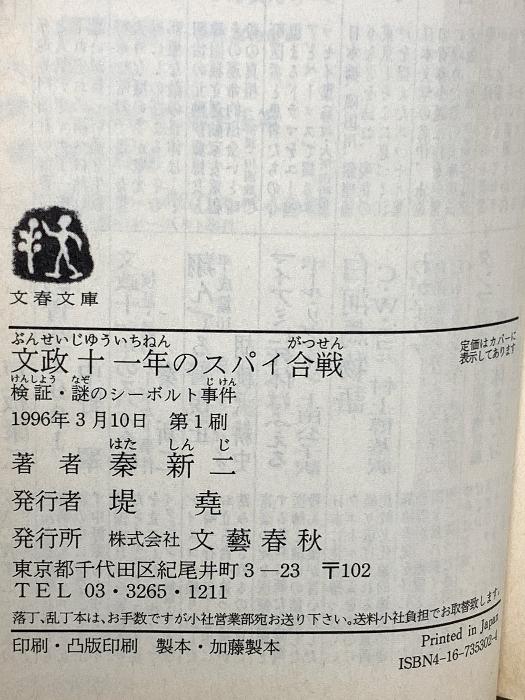 文春文庫
ぶんせいじゆういちねん がつせん
文政十一年のスパイ合戦
定価はカバーに
表示してあります
けんしよう なぞ じけん
検証・謎のシーボルト事件
1996年3月10日 第1刷
はた しん じ
著者 秦新二
発行者 堤堯
発行所 株式会社 文藝春秋
東京都千代田区紀尾井町3―23 〒102
TEL 03・3265・1211
落丁、乱丁本は、お手数ですが小社営業部宛お送り下さい。送料小社負担でお取替致します。
印刷・凸版印刷 製本・加藤製本
Printed in Japan
ISBN4-16-735302-4